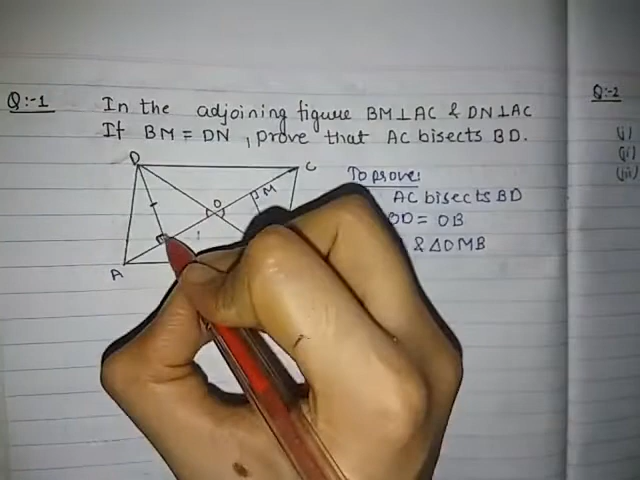 Q:-1
In the adjoining figure BM⊥AC & DN⊥AC
If BM = DN , prove that AC bisects BD.
Q:-2
(i)
(ii)
(iii)
D
C
O
M
A
To prove:
AC bisects BD
OD = OB
& ΔOMB